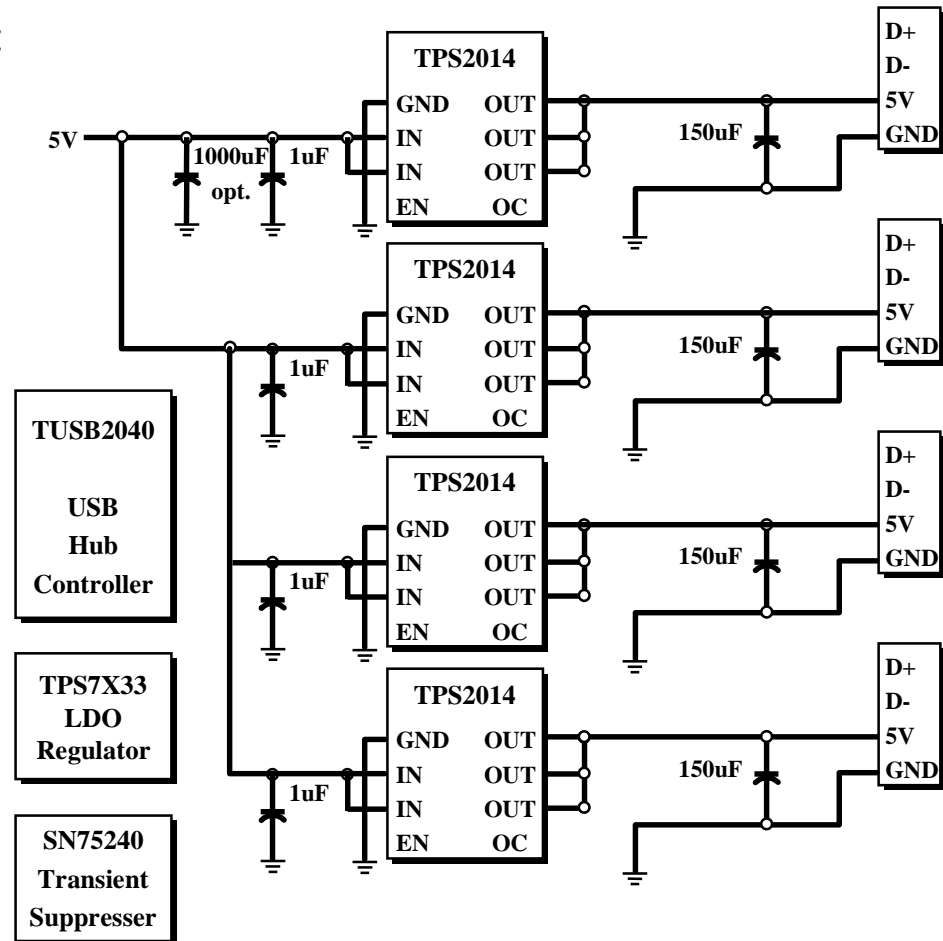 :
TPS2014
GND OUT
IN OUT
IN OUT
EN OC
5V
1000uF
opt.
1uF
150uF
D+
D-
5V
GND
TPS2014
GND OUT
IN OUT
IN OUT
EN OC
1uF
150uF
D+
D-
5V
GND
TPS2014
GND OUT
IN OUT
IN OUT
EN OC
1uF
150uF
D+
D-
5V
GND
TPS2014
GND OUT
IN OUT
IN OUT
EN OC
1uF
150uF
D+
D-
5V
GND
TUSB2040
USB
Hub
Controller
TPS7X33
LDO
Regulator
SN75240
Transient
Suppresser